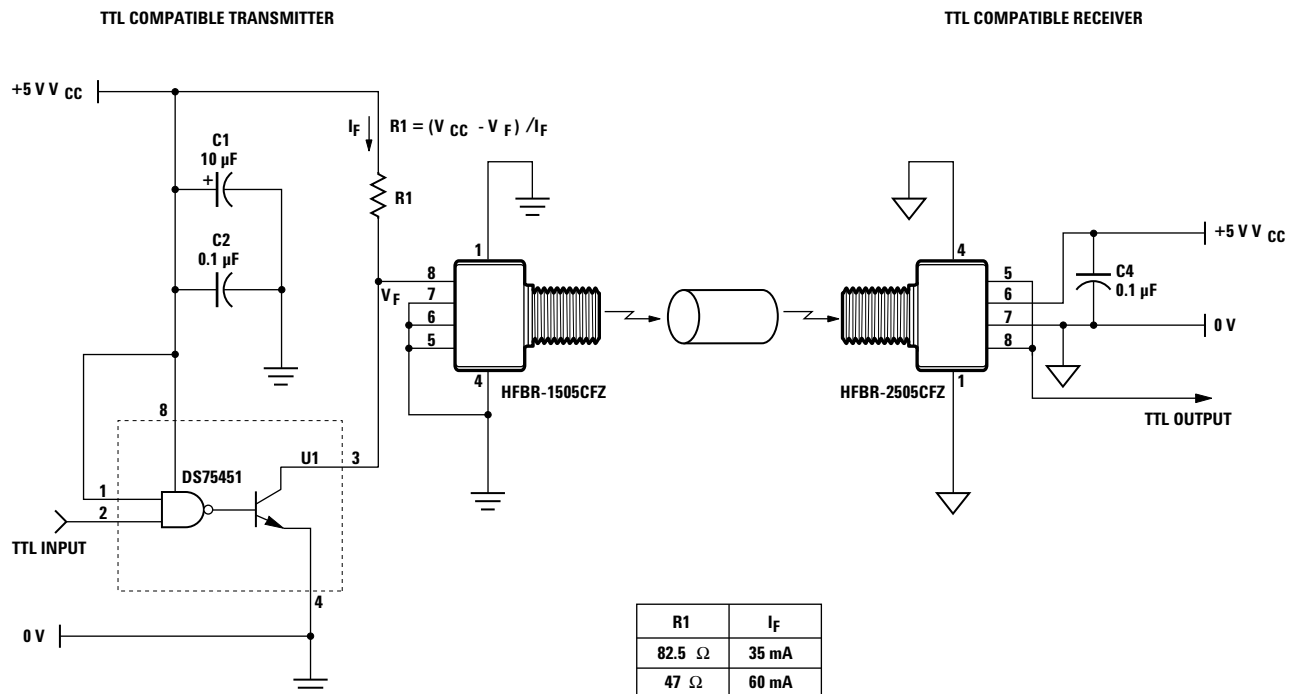 TTL COMPATIBLE TRANSMITTER
TTL COMPATIBLE RECEIVER
+5 V V CC
C1
10 µF
+
C2
0.1 µF
I F
R1 = (V CC - V F ) /I F
R1
V F
1
8
7
6
5
4
HFBR-1505CFZ
4
5
6
7
8
1
HFBR-2505CFZ
+5 V V CC
C4
0.1 µF
0 V
TTL OUTPUT
8
DS75451
U1
3
1
2
TTL INPUT
4
0 V
R1 I F
82.5 Ω 35 mA
47 Ω 60 mA